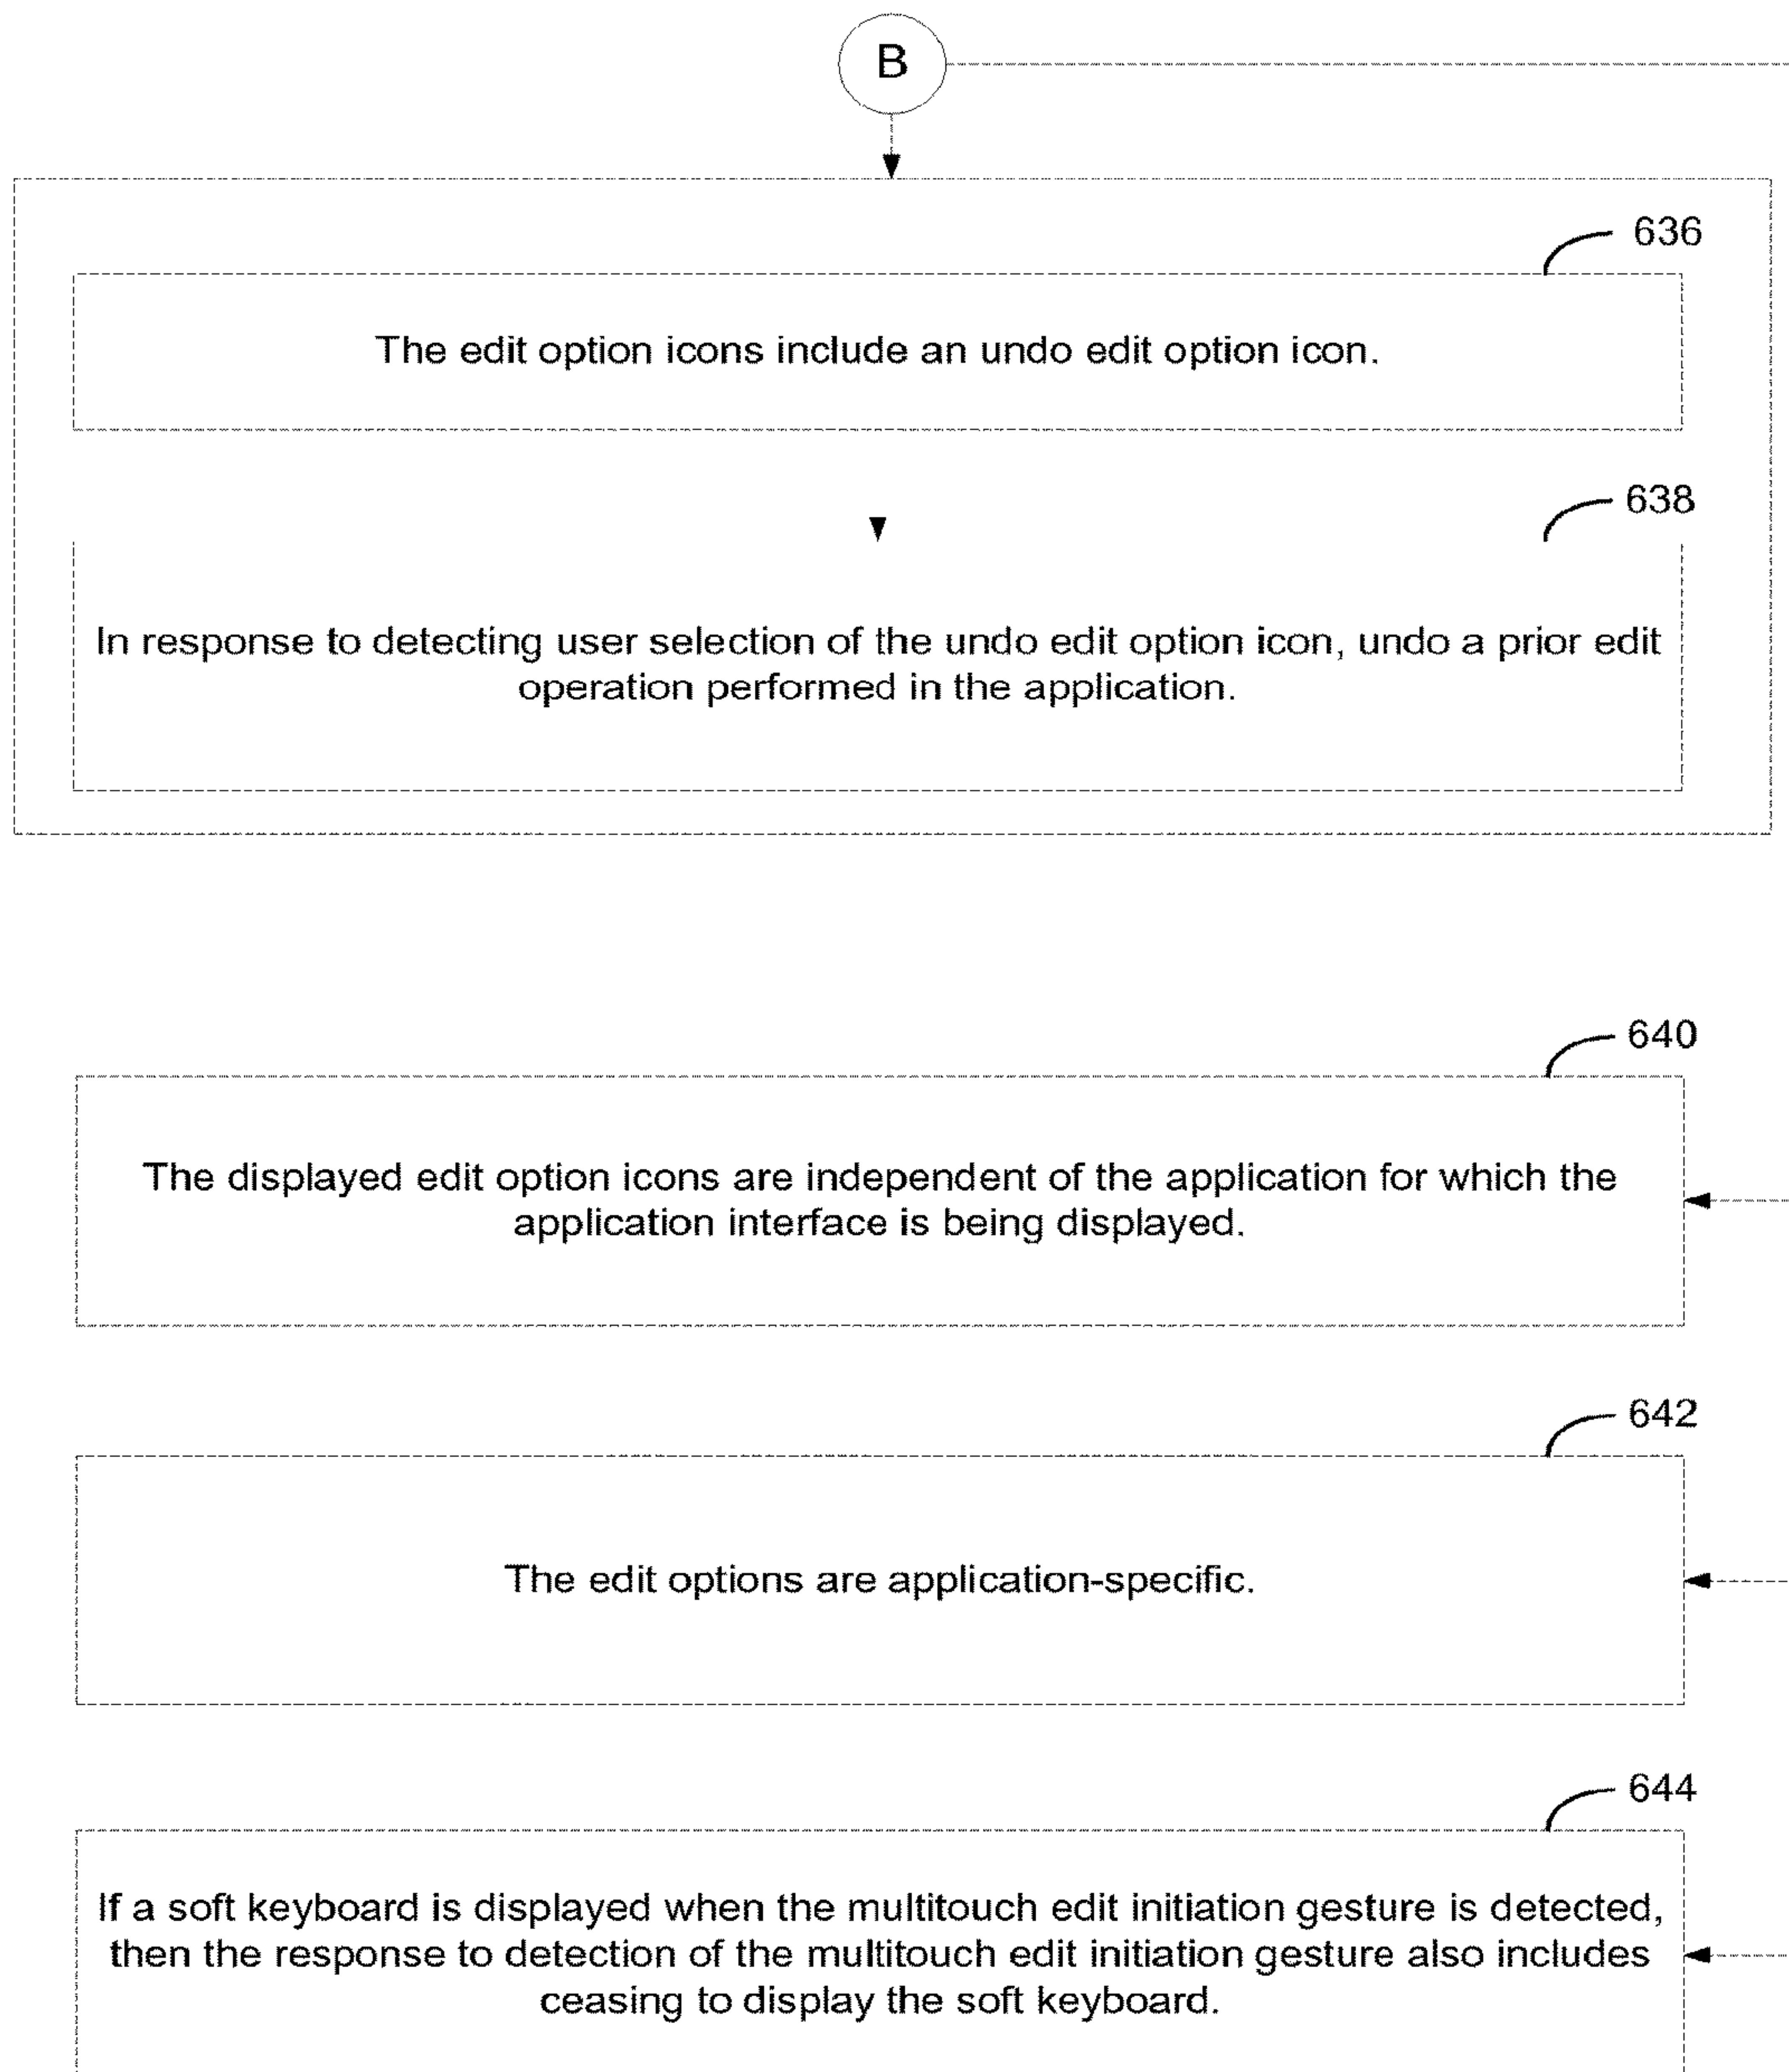 B
636
The edit option icons include an undo edit option icon.
638
In response to detecting user selection of the undo edit option icon, undo a prior edit
operation performed in the application.
640
The displayed edit option icons are independent of the application for which the
application interface is being displayed.
642
The edit options are application-specific.
644
If a soft keyboard is displayed when the multitouch edit initiation gesture is detected,
then the response to detection of the multitouch edit initiation gesture also includes
ceasing to display the soft keyboard.